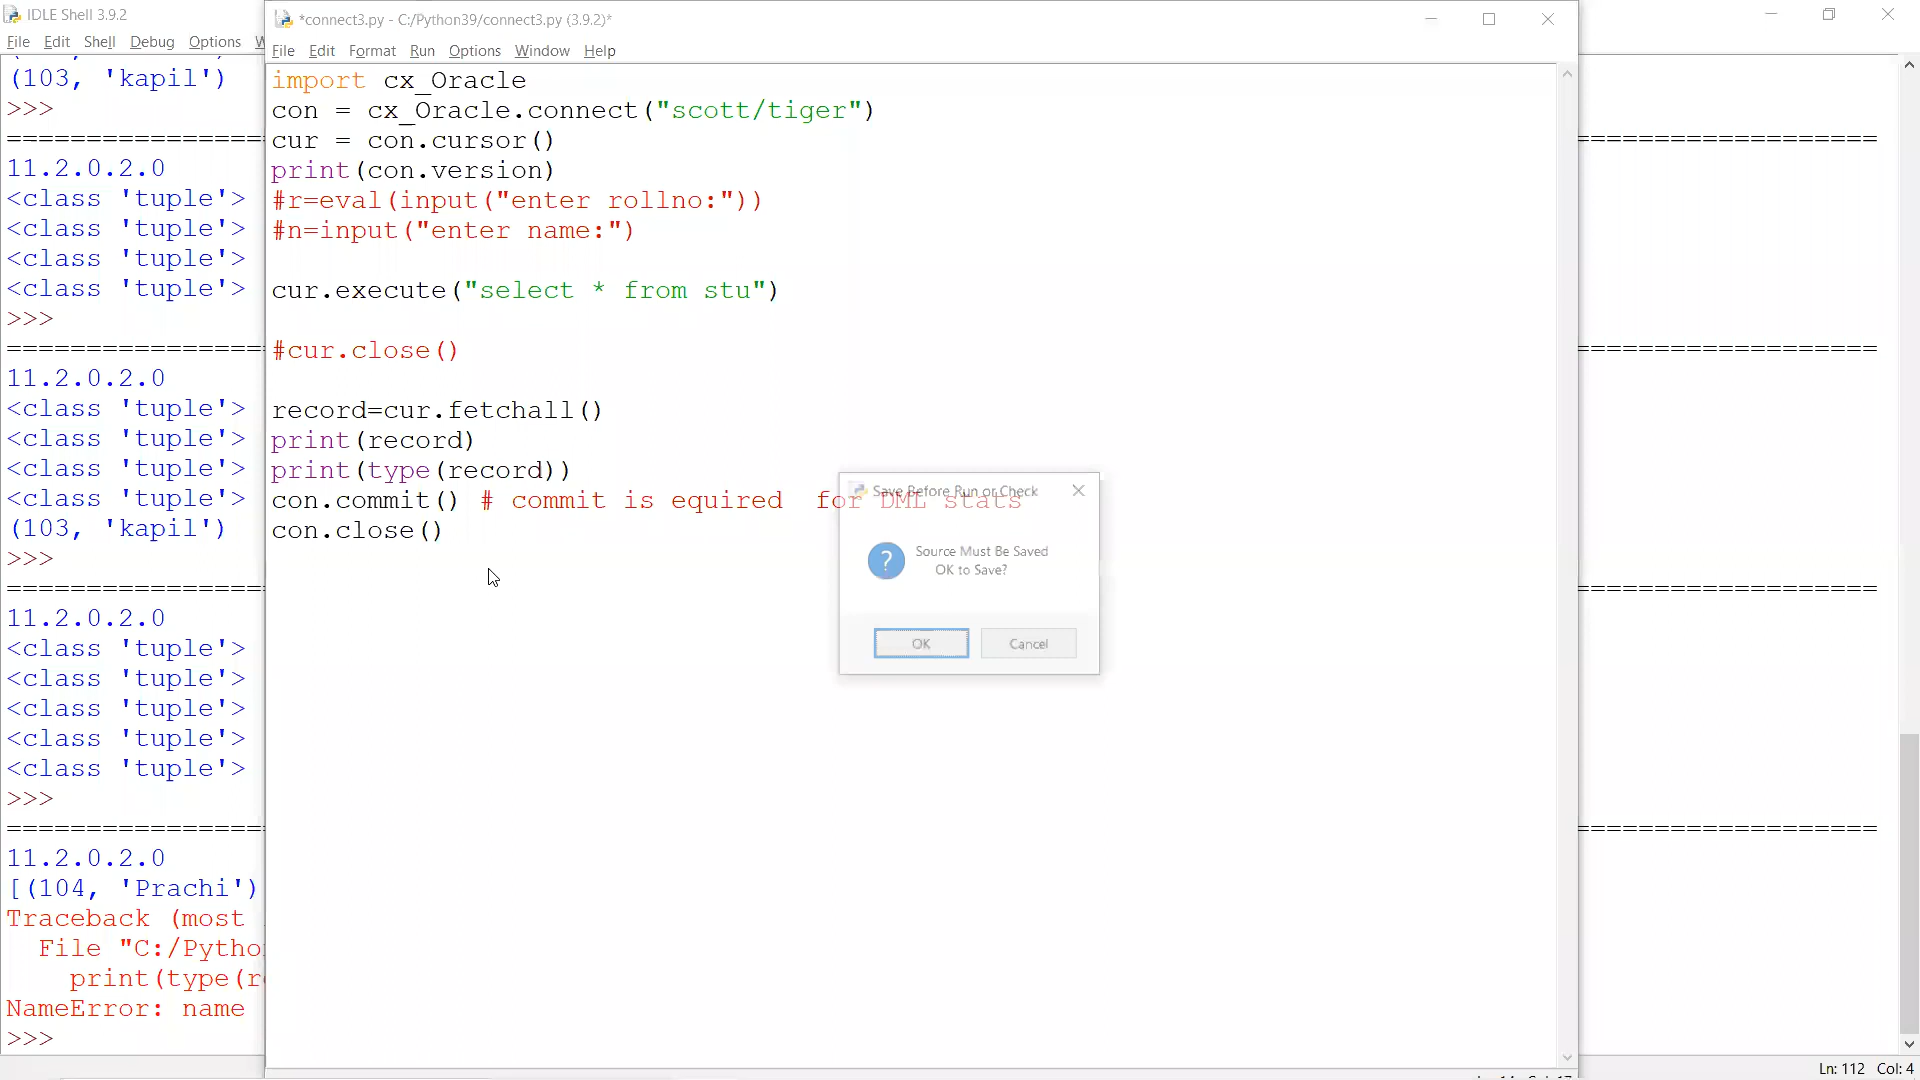 IDLE Shell 3.9.2
File Edit Shell Debug Options
(103, 'kapil')
>>>
11.2.0.2.0
<class 'tuple'>
<class 'tuple'>
<class 'tuple'>
<class 'tuple'>
>>>
11.2.0.2.0
<class 'tuple'>
<class 'tuple'>
<class 'tuple'>
<class 'tuple'>
(103, 'kapil')
>>>
11.2.0.2.0
<class 'tuple'>
<class 'tuple'>
<class 'tuple'>
<class 'tuple'>
<class 'tuple'>
>>>
11.2.0.2.0
[(104, 'Prachi')
Traceback (most
File "C:/Pytho
print(type(r
NameError: name
>>>
*connect3.py - C:/Python39/connect3.py (3.9.2)*
File Edit Format Run Options Window Help
import cx_Oracle
con = cx_Oracle.connect("scott/tiger")
cur = con.cursor()
print(con.version)
#r=eval(input("enter rollno:"))
#n=input("enter name:")
cur.execute("select * from stu")
#cur.close()
record=cur.fetchall()
print(record)
print(type(record))
con.commit() # commit is equired  for DML stats
con.close()
Save Before Run or Check
Source Must Be Saved
OK to Save?
OK Cancel
Ln: 112 Col: 4